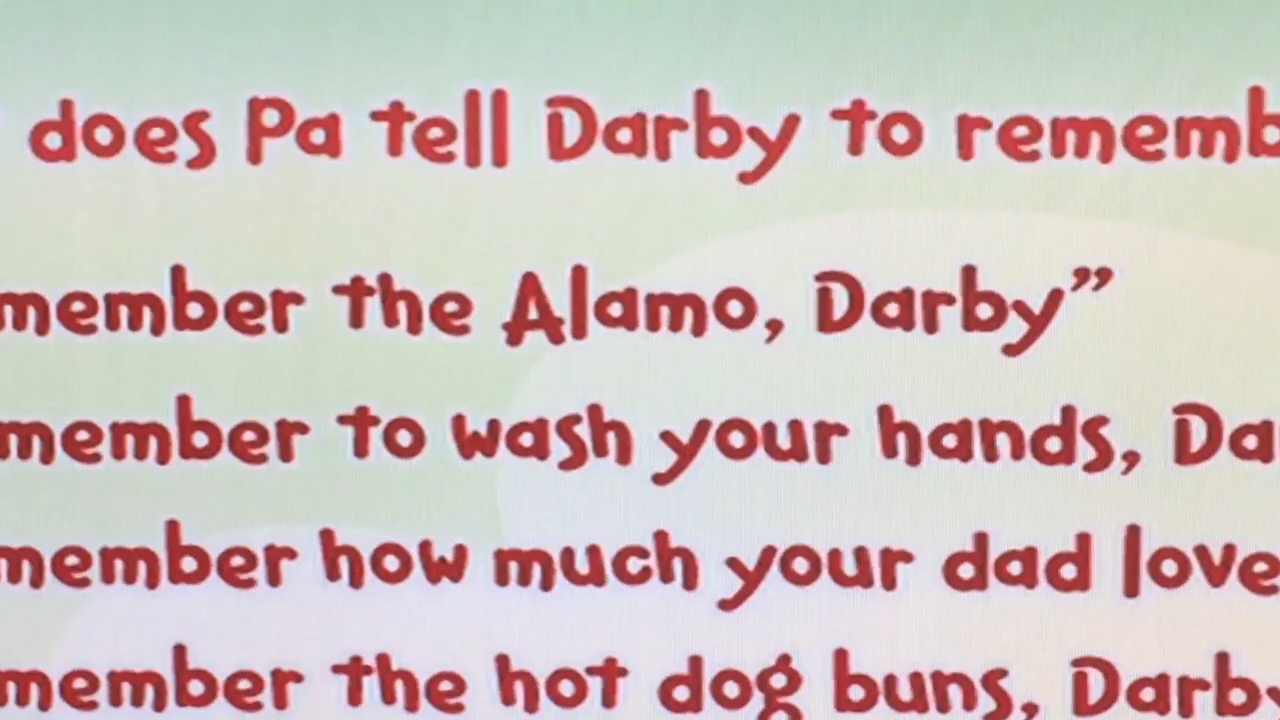 does Pa tell Darby to rememb
member the Alamo, Darby”
member to wash your hands, Da
member how much your dad love
member the hot dog buns, Darby